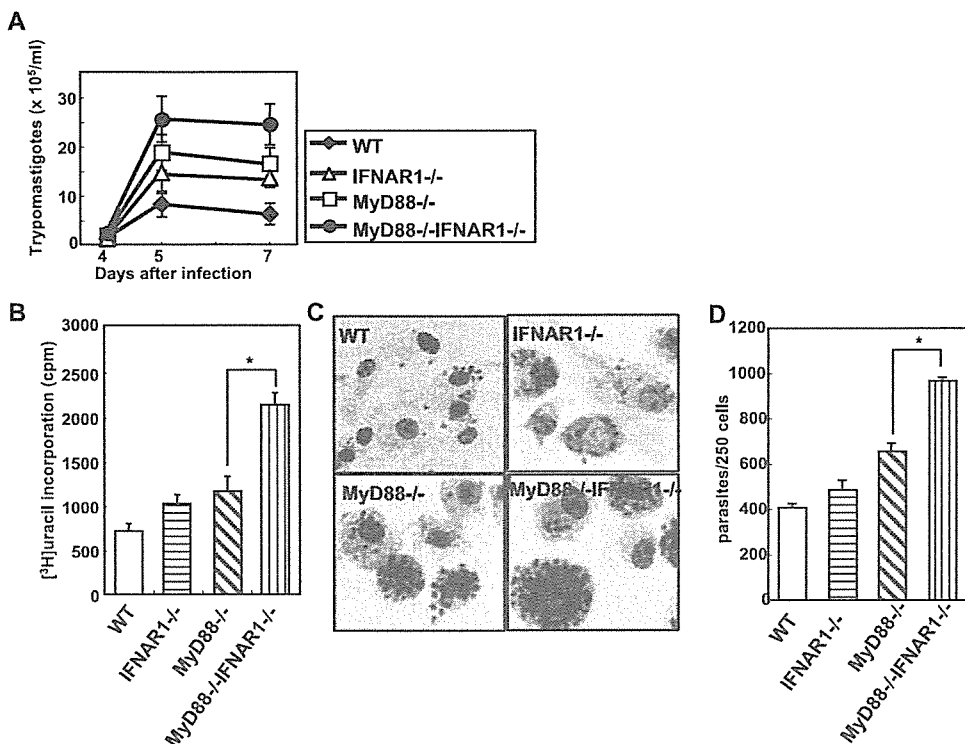 A
Trypomastigotes (x 10⁵/ml)
30
20
10
0
4
5
7
Days after infection
WT
IFNAR1-/-
MyD88-/-
MyD88-/-IFNAR1-/-
B
[³H]uracil incorporation (cpm)
3000
2500
2000
1500
1000
500
0
*
WT
IFNAR1-/-
MyD88-/-
MyD88-/-IFNAR1-/-
C
WT
IFNAR1-/-
MyD88-/-
MyD88-/-IFNAR1-/-
D
parasites/250 cells
1200
1000
800
600
400
200
0
*
WT
IFNAR1-/-
MyD88-/-
MyD88-/-IFNAR1-/-